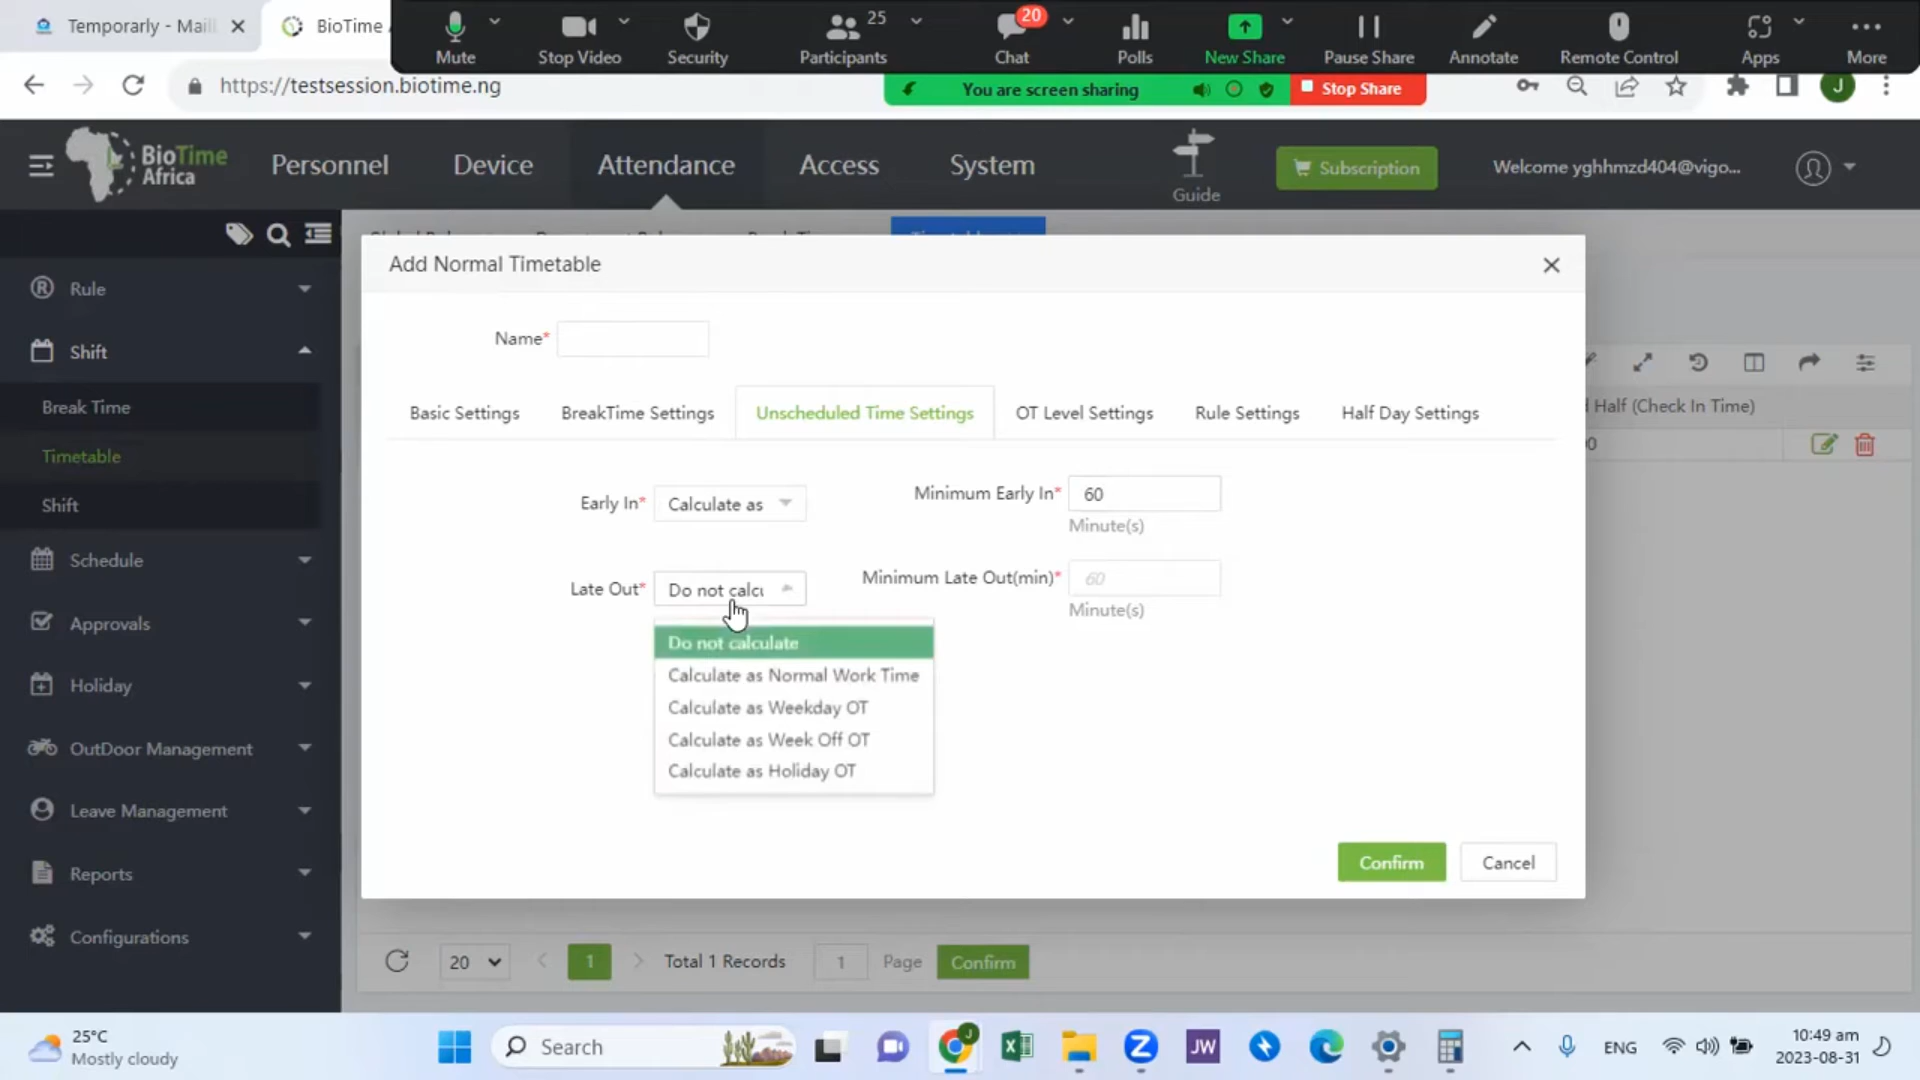 Temporarly - Mail
BioTime
Mute
Stop Video
Security
25
Participants
20
Chat
Polls
New Share
Pause Share
Annotate
Remote Control
Apps
More
https://testsession.biotime.ng
You are screen sharing
Stop Share
J
BioTime
Africa
Personnel
Device
Attendance
Access
System
Guide
Subscription
Welcome yghhmzd404@vigo...
Rule
Shift
Break Time
Timetable
Shift
Schedule
Approvals
Holiday
OutDoor Management
Leave Management
Reports
Configurations
Add Normal Timetable
Name*
Basic Settings
BreakTime Settings
Unscheduled Time Settings
OT Level Settings
Rule Settings
Half Day Settings
Half (Check In Time)
Early In*
Calculate as
Minimum Early In*
60
Minute(s)
Late Out*
Do not calcu
Minimum Late Out(min)*
60
Minute(s)
Do not calculate
Calculate as Normal Work Time
Calculate as Weekday OT
Calculate as Week Off OT
Calculate as Holiday OT
Confirm
Cancel
20
1
Total 1 Records
1
Page
Confirm
25°C
Mostly cloudy
Search
J
JW
ENG
10:49 am
2023-08-31